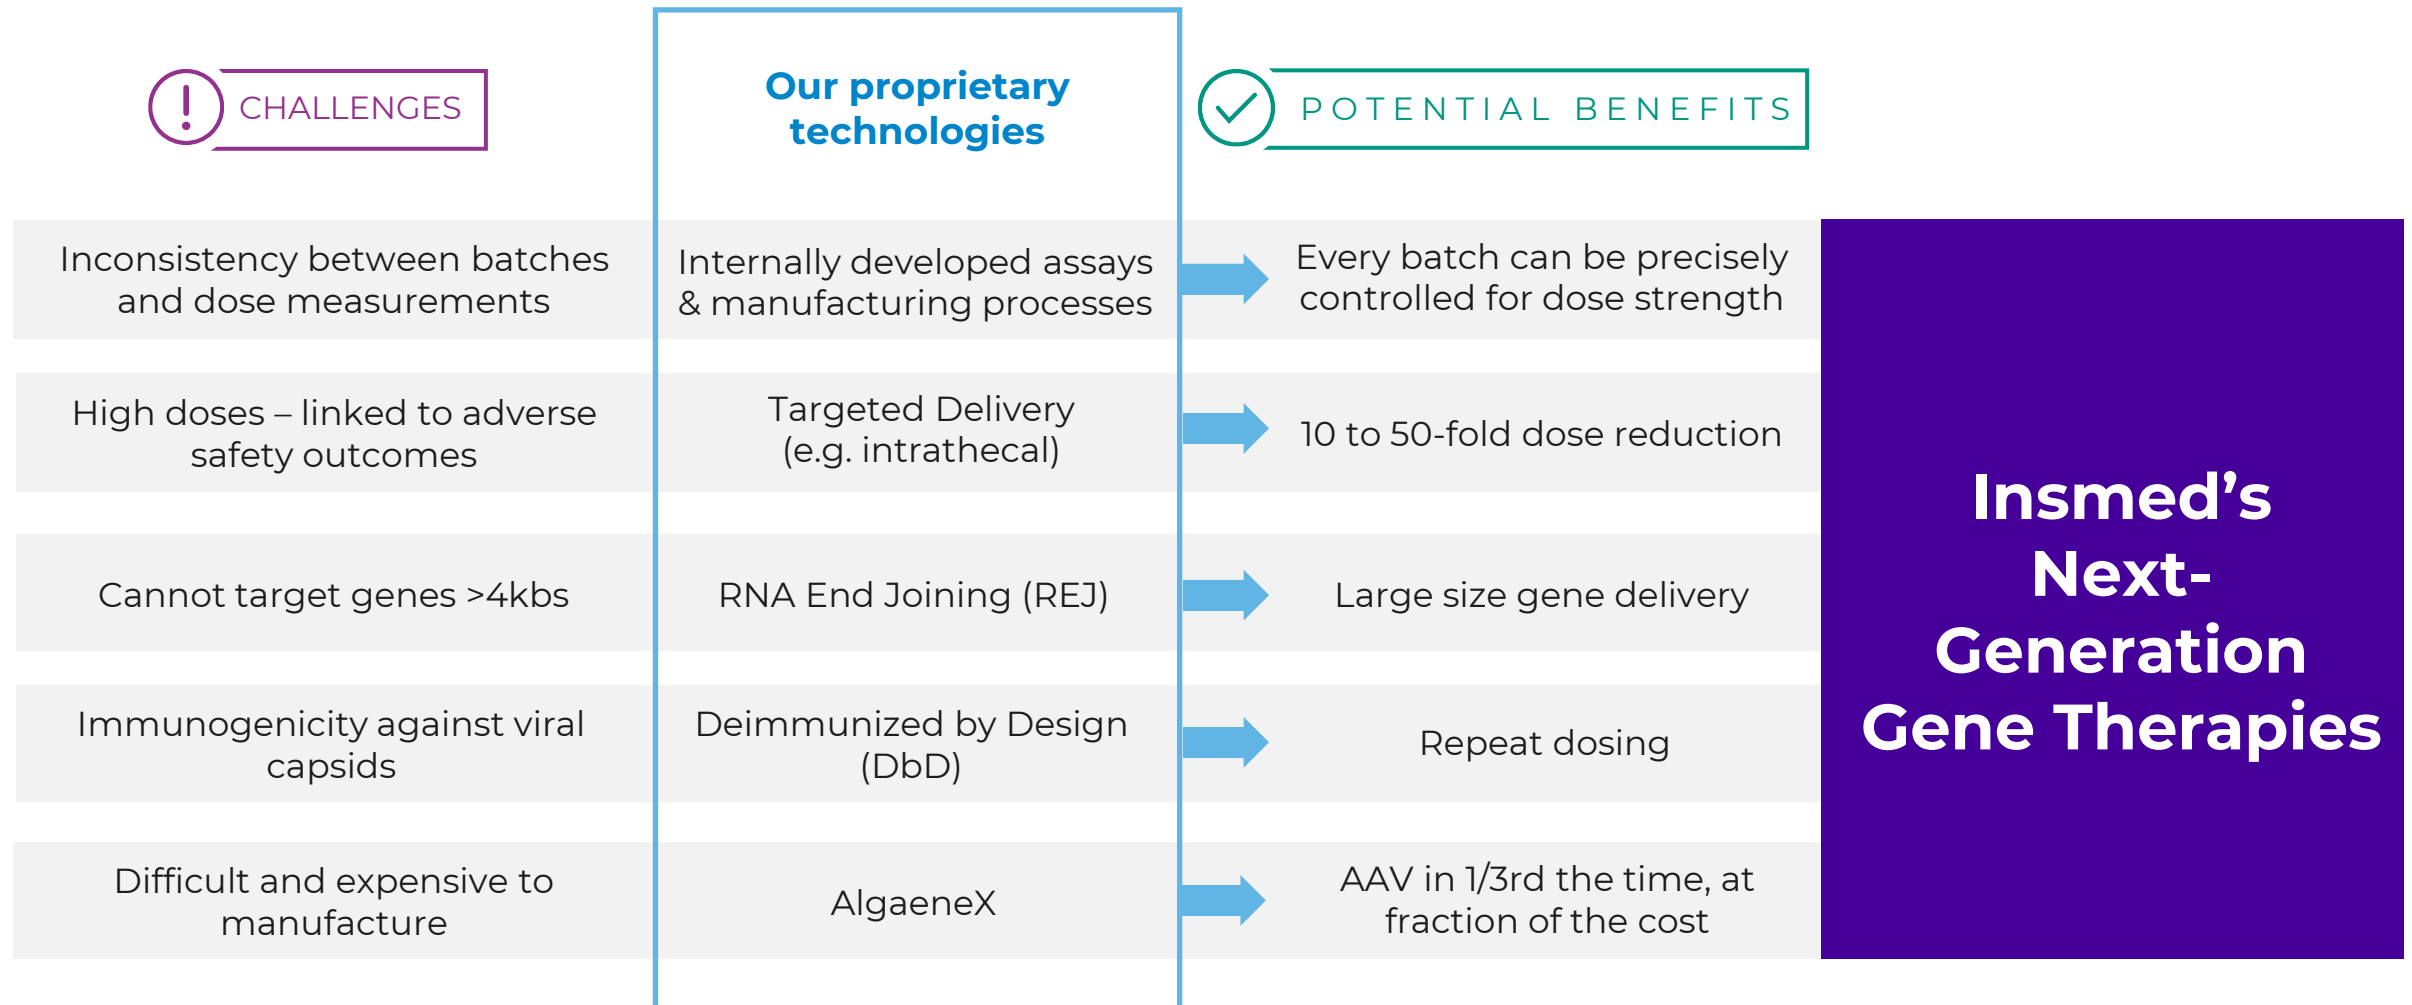 CHALLENGES
Our proprietary
technologies
POTENTIAL BENEFITS
Inconsistency between batches
and dose measurements
Internally developed assays
& manufacturing processes
Every batch can be precisely
controlled for dose strength
High doses – linked to adverse
safety outcomes
Targeted Delivery
(e.g. intrathecal)
10 to 50-fold dose reduction
Cannot target genes >4kbs
RNA End Joining (REJ)
Large size gene delivery
Immunogenicity against viral
capsids
Deimmunized by Design
(DbD)
Repeat dosing
Difficult and expensive to
manufacture
AlgaeneX
AAV in 1/3rd the time, at
fraction of the cost
Insmed’s
Next-
Generation
Gene Therapies